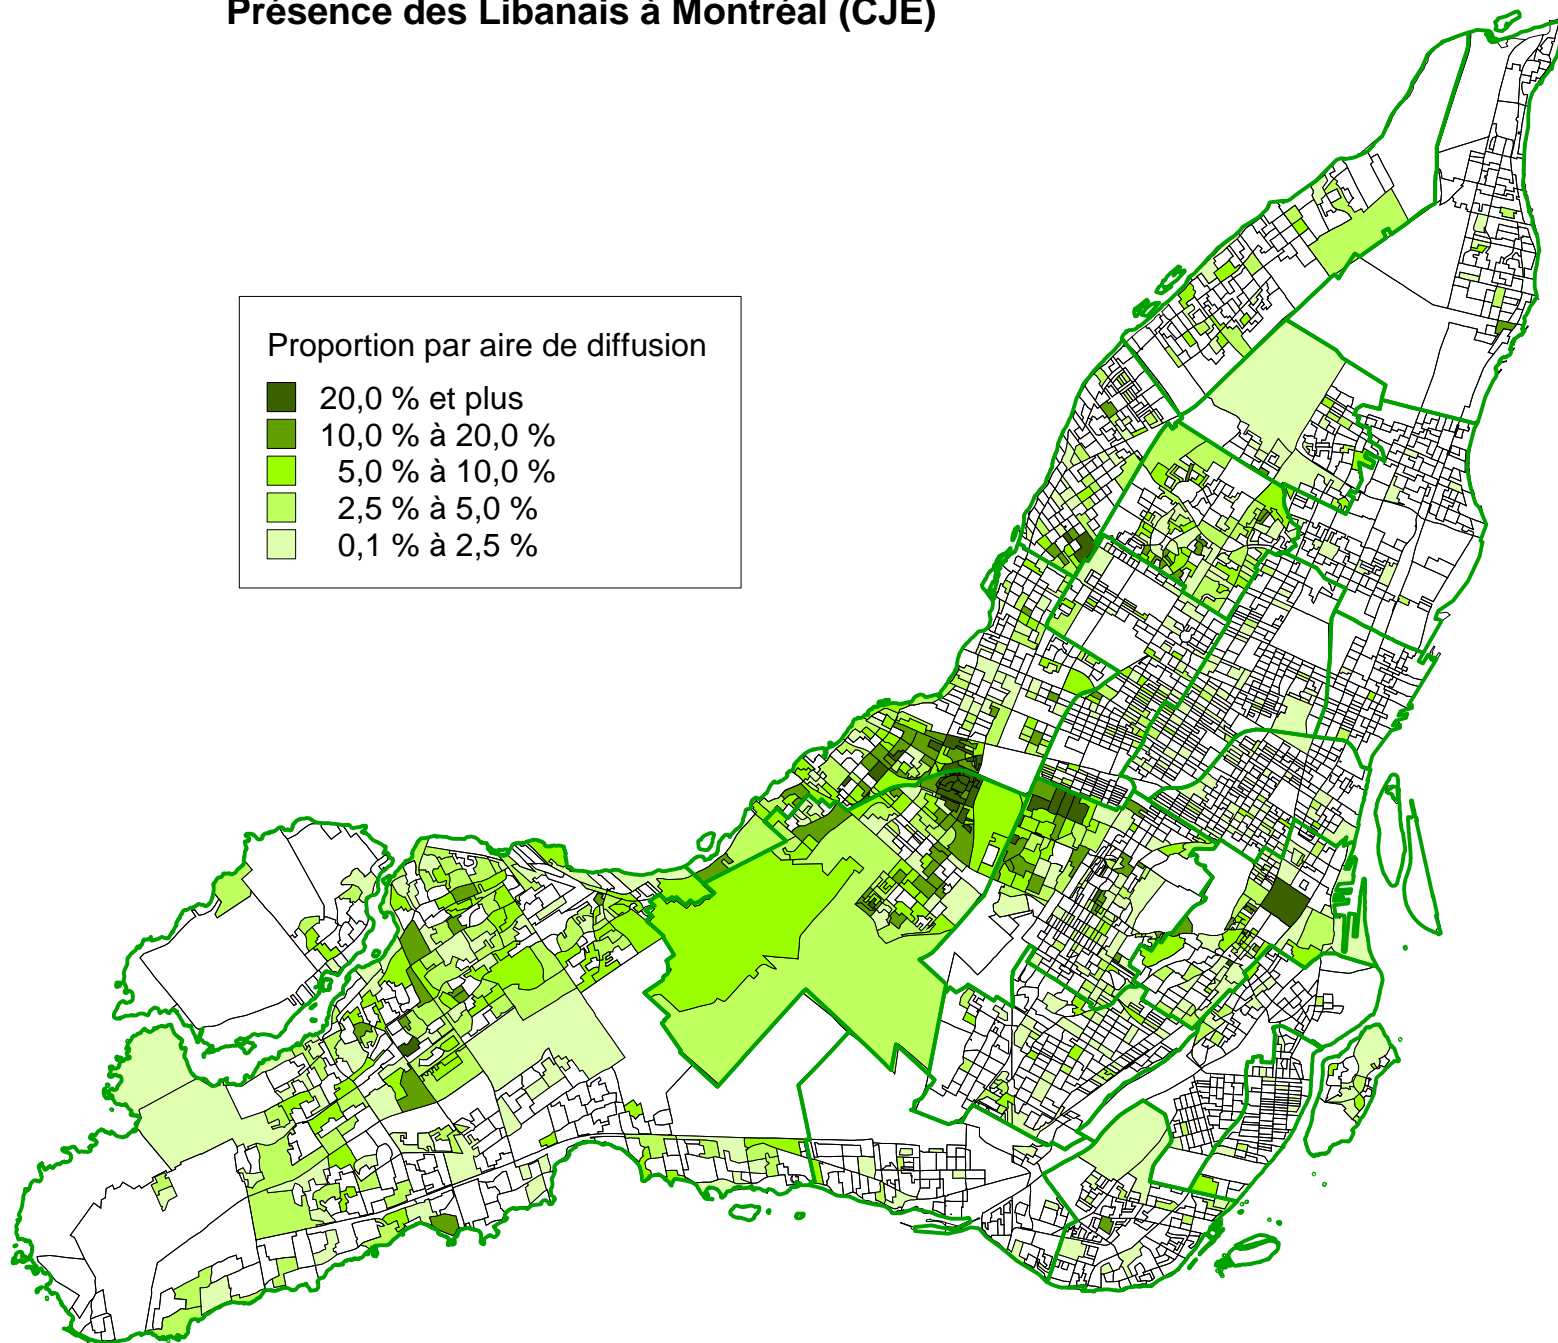 Présence des Libanais à Montréal (CJE)
Proportion par aire de diffusion
20,0 % et plus
10,0 % à 20,0 %
5,0 % à 10,0 %
2,5 % à 5,0 %
0,1 % à 2,5 %